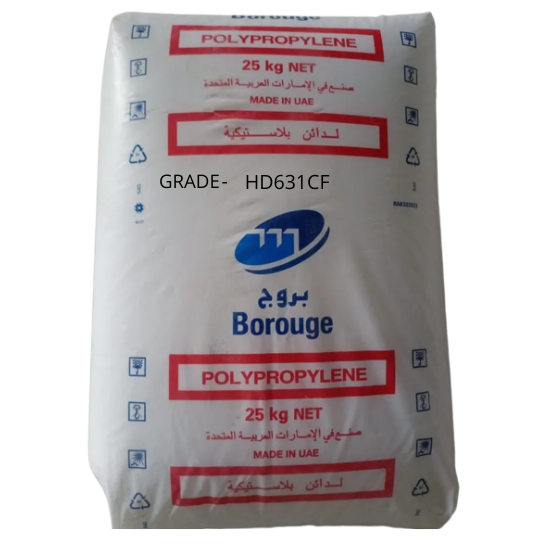 Borouge
POLYPROPYLENE
25 kg NET
صنع في الإمارات العربية المتحدة
MADE IN UAE
لدائن بلاستيكية
GRADE- HD631CF
بروج
Borouge
POLYPROPYLENE
25 kg NET
صنع في الإمارات العربية المتحدة
MADE IN UAE
لدائن بلاستيكية